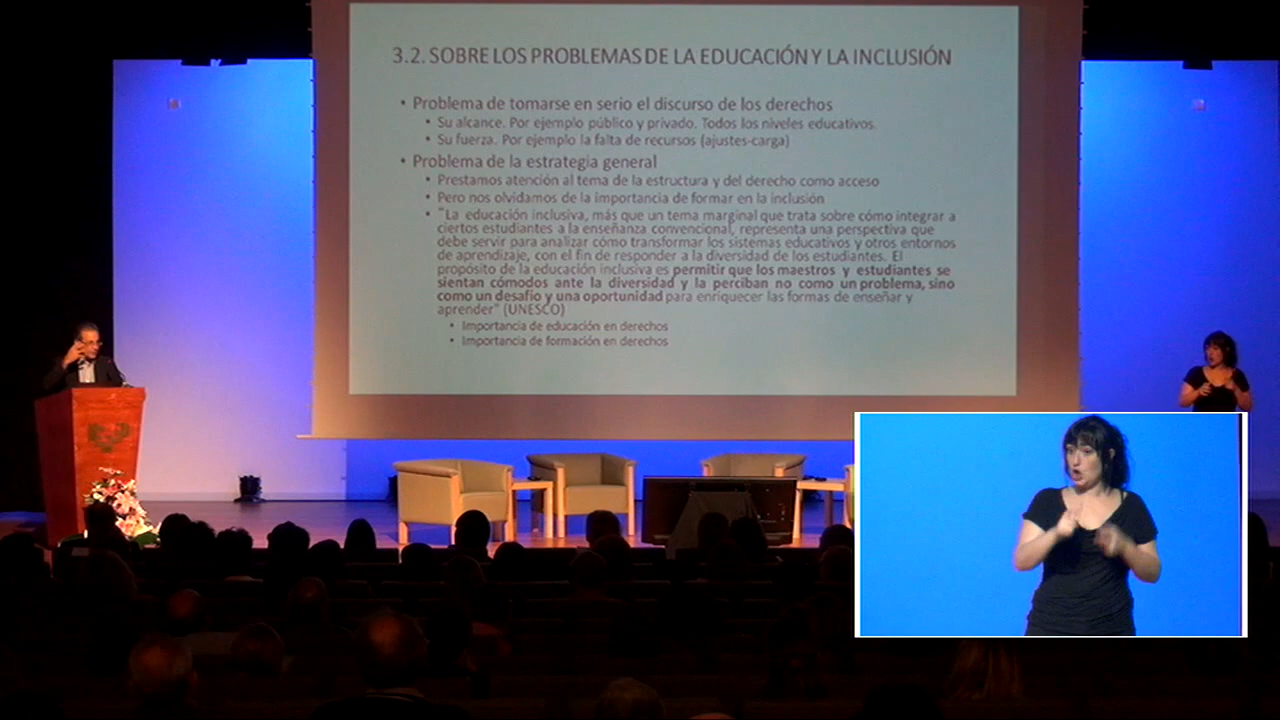 3.2. SOBRE LOS PROBLEMAS DE LA EDUCACIÓN Y LA INCLUSIÓN
• Problema de tomarse en serio el discurso de los derechos
• Su alcance. Por ejemplo público y privado. Todos los niveles educativos.
• Su fuerza. Por ejemplo la falta de recursos (ajustes-carga)
• Problema de la estrategia general
• Prestamos atención al tema de la estructura y del derecho como acceso
• Pero nos olvidamos de la importancia de formar en la inclusión
• "La educación inclusiva, más que un tema marginal que trata sobre cómo integrar a
ciertos estudiantes a la enseñanza convencional, representa una perspectiva que
debe servir para analizar cómo transformar los sistemas educativos y otros entornos
de aprendizaje, con el fin de responder a la diversidad de los estudiantes. El
propósito de la educación inclusiva es permitir que los maestros y estudiantes se
sientan cómodos ante la diversidad y la perciban no como un problema, sino
como un desafío y una oportunidad para enriquecer las formas de enseñar y
aprender" (UNESCO)
• Importancia de educación en derechos
• Importancia de formación en derechos